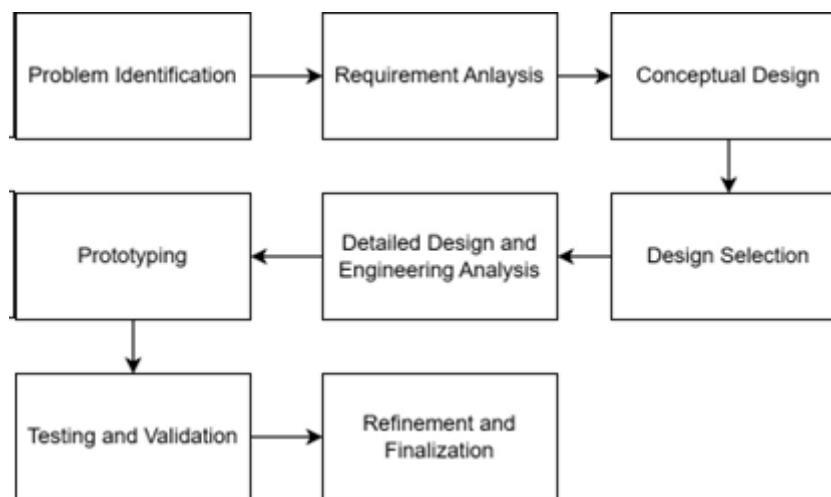 Problem Identification
Requirement Anlaysis
Conceptual Design
Prototyping
Detailed Design and
Engineering Analysis
Design Selection
Testing and Validation
Refinement and
Finalization